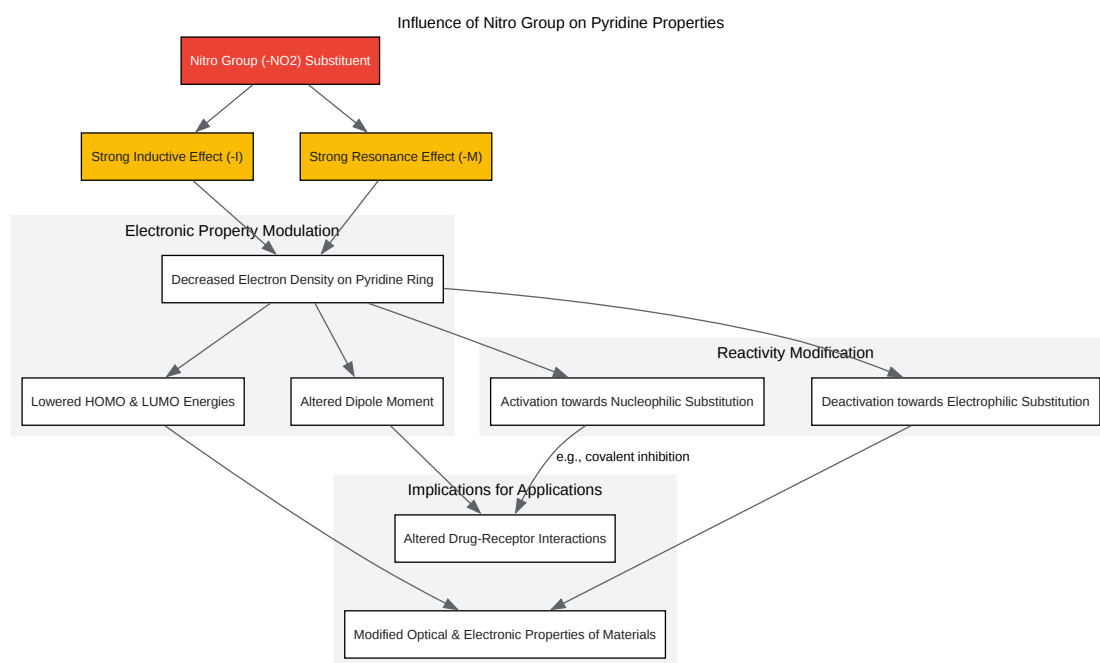 Influence of Nitro Group on Pyridine Properties
Nitro Group (-NO2) Substituent
Strong Inductive Effect (-I)
Strong Resonance Effect (-M)
Electronic Property Modulation
Decreased Electron Density on Pyridine Ring
Reactivity Modification
Lowered HOMO & LUMO Energies
Altered Dipole Moment
Activation towards Nucleophilic Substitution
Deactivation towards Electrophilic Substitution
e.g., covalent inhibition
Implications for Applications
Altered Drug-Receptor Interactions
Modified Optical & Electronic Properties of Materials